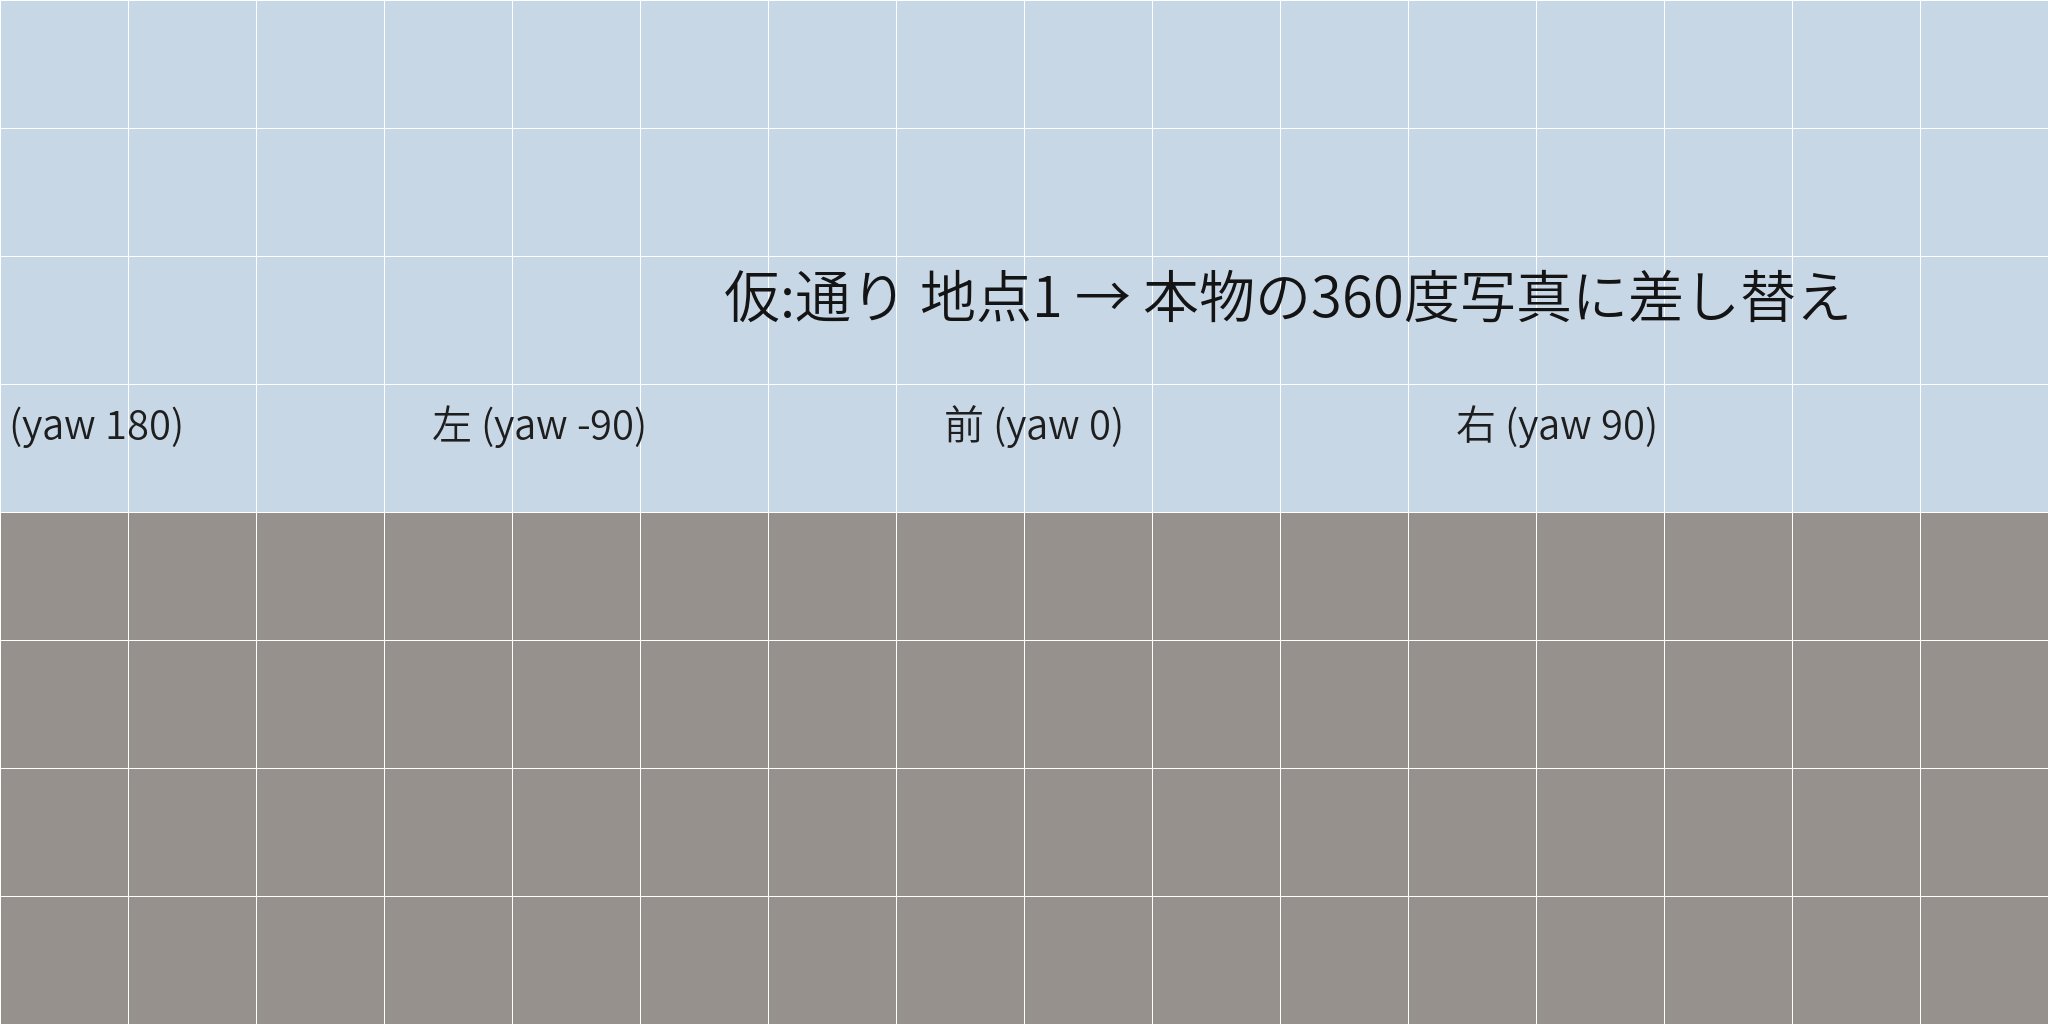 仮:通り 地点1 → 本物の360度写真に差し替え
(yaw 180) 左 (yaw -90) 前 (yaw 0) 右 (yaw 90)